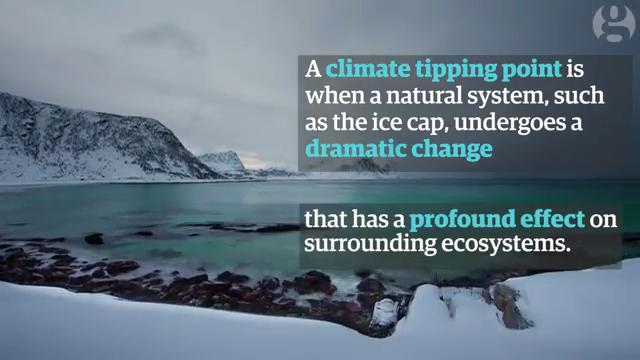 A climate tipping point is
when a natural system, such
as the ice cap, undergoes a
dramatic change
that has a profound effect on
surrounding ecosystems.